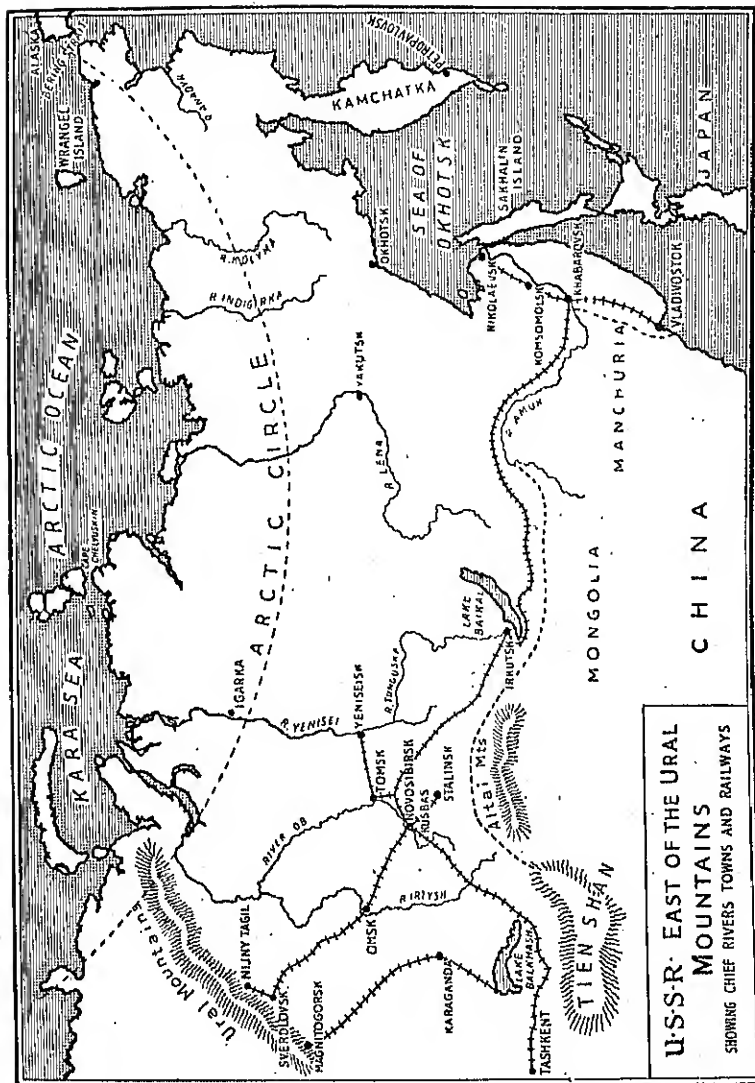 ALASKA
BERING STRAIT
WRANGEL
ISLAND
R. ANADYR
KAMCHATKA
PETROPAVLOVSK
ARCTIC OCEAN
KARA SEA
CAPE
CHELYUSKIN
ARCTIC CIRCLE
R. KOLYMA
R. INDIGIRKA
OKHOTSK
SEA OF
OKHOTSK
SAKHALIN
ISLAND
JAPAN
NIKOLAEVSK
KOMSOMOLSK
KHABAROVSK
VLADIVOSTOK
YAKUTSK
R. LENA
R. AMUR
MANCHURIA
MONGOLIA
CHINA
LAKE
BAIKAL
IRKUTSK
IGARKA
R. YENISEI
YENISEISK
R. TUNGUSKA
TOMSK
NOVOSIBIRSK
KUSBAS
STALINSK
Altai Mts
RIVER OB
R. IRTYSH
OMSK
Ural Mountains
NIJNY TAGIL
SVERDLOVSK
MAGNITOGORSK
KARAGANDA
LAKE
BALKHASH
TASHKENT
TIEN SHAN
U·S·S·R· EAST OF THE URAL
MOUNTAINS
SHOWING CHIEF RIVERS TOWNS AND RAILWAYS